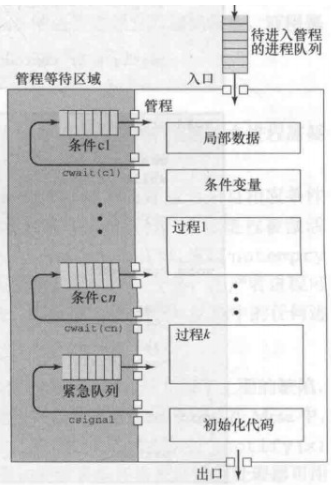 待进入管程
的进程队列
管程等待区域
入口
管程
条件c1
cwait(c1)
局部数据
条件变量
过程1
条件cn
cwait(cn)
过程k
紧急队列
csignal
初始化代码
出口